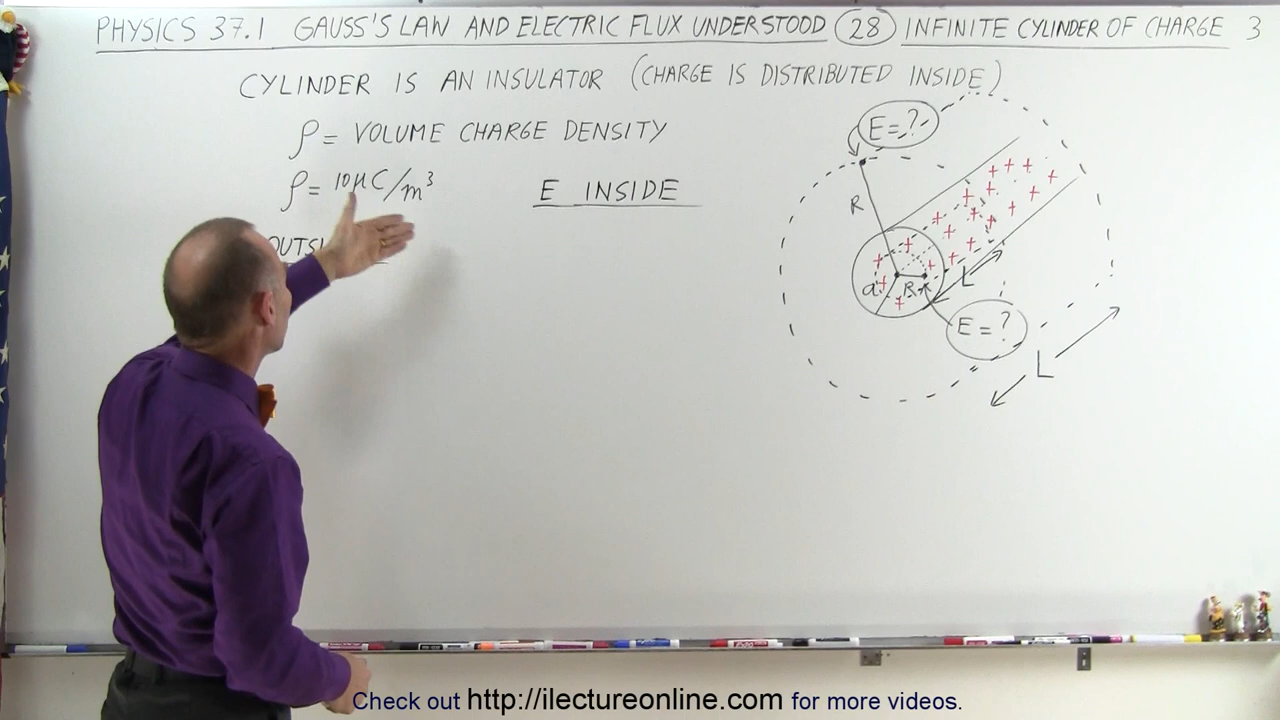 PHYSICS 37.1 GAUSS'S LAW AND ELECTRIC FLUX UNDERSTOOD 28 INFINITE CYLINDER OF CHARGE 3
CYLINDER IS AN INSULATOR (CHARGE IS DISTRIBUTED INSIDE)
ρ = VOLUME CHARGE DENSITY
ρ = 10μC/m³
E INSIDE
E = ?
R
a
R
L
E = ?
L
Check out http://ilectureonline.com for more videos.